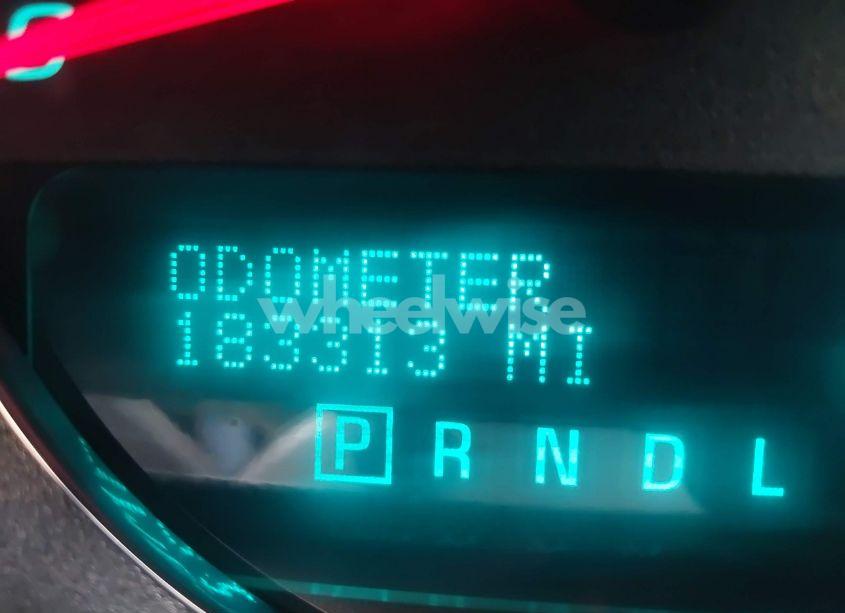 ODOMETER
183313 MI
P R N D L
wheelwise